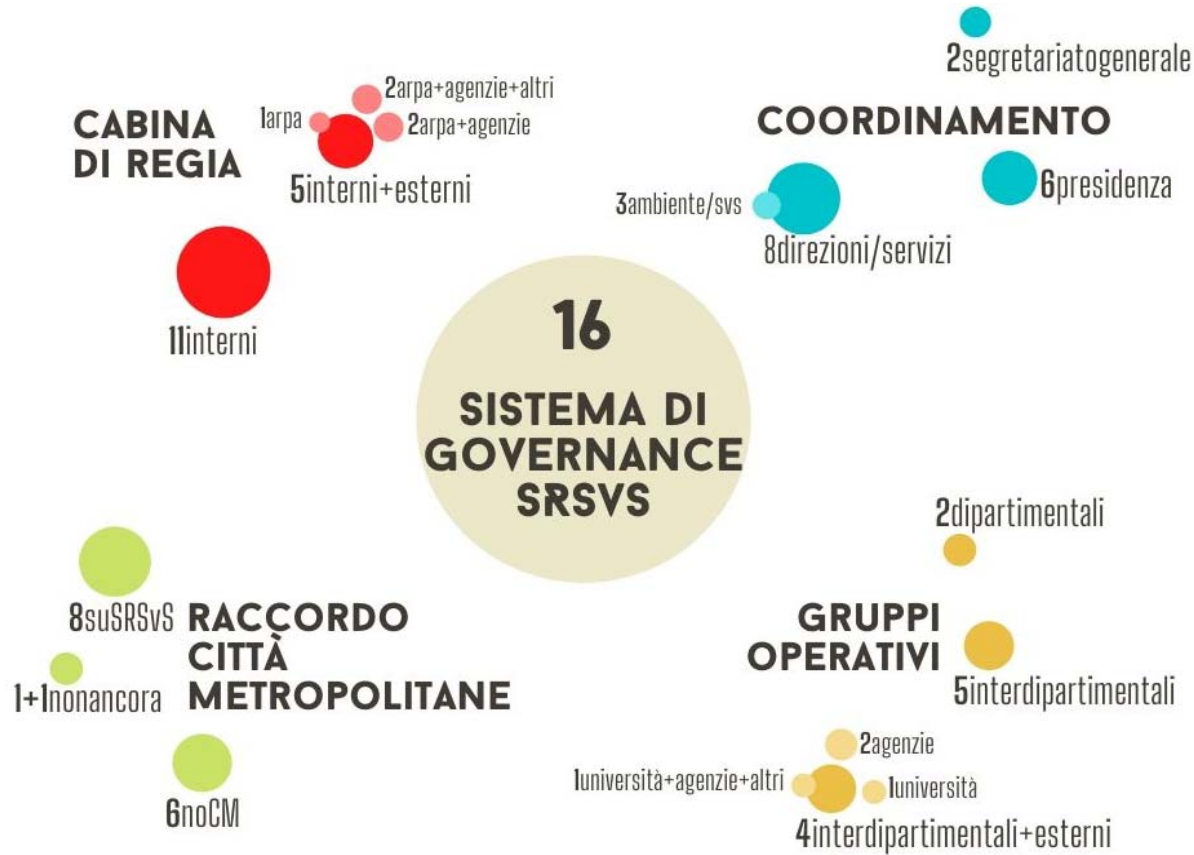 CABINA
DI REGIA
1arpa
2arpa+agenzie+altri
2arpa+agenzie
5interni+esterni
11interni
COORDINAMENTO
2segretariatogenerale
6presidenza
3ambiente/svs
8direzioni/servizi
16
SISTEMA DI
GOVERNANCE
SRSVS
8suSRSvS
1+1nonancora
RACCORDO
CITTÀ
METROPOLITANE
6noCM
GRUPPI
OPERATIVI
2dipartimentali
5interdipartimentali
2agenzie
1università+agenzie+altri
1università
4interdipartimentali+esterni